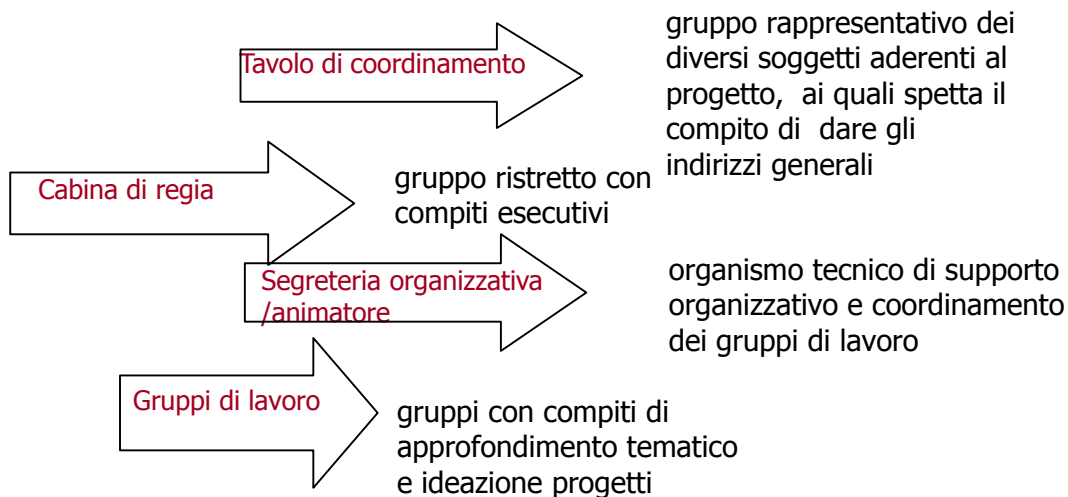 Tavolo di coordinamento
gruppo rappresentativo dei
diversi soggetti aderenti al
progetto, ai quali spetta il
compito di dare gli
indirizzi generali
Cabina di regia
gruppo ristretto con
compiti esecutivi
Segreteria organizzativa
/animatore
organismo tecnico di supporto
organizzativo e coordinamento
dei gruppi di lavoro
Gruppi di lavoro
gruppi con compiti di
approfondimento tematico
e ideazione progetti